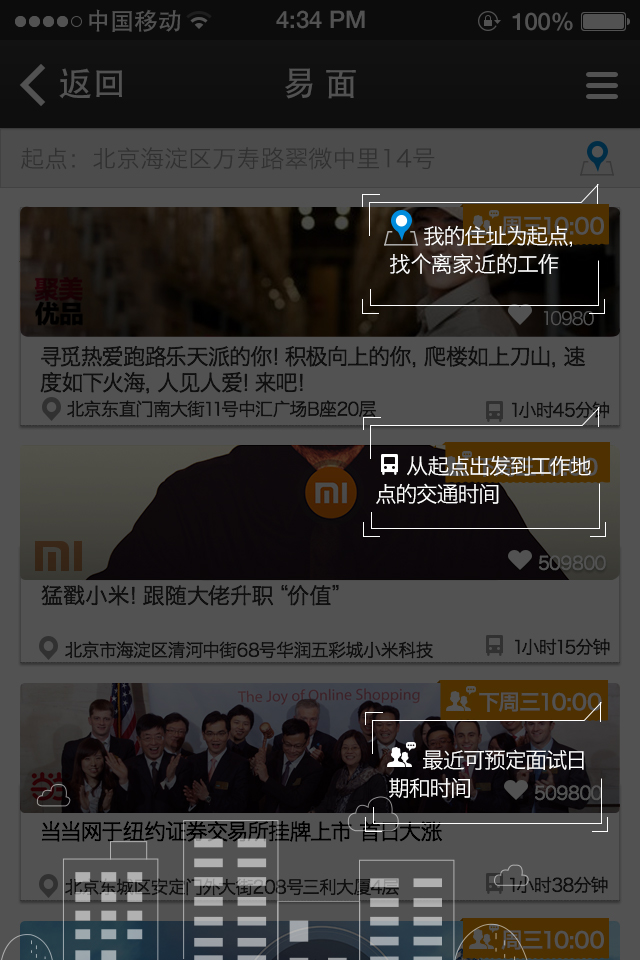 中国移动 4:34 PM 100%
返回 易面
起点：北京海淀区万寿路翠微中里14号
周三10:00
我的住址为起点,
找个离家近的工作
聚美
优品
10980
寻觅热爱跑路乐天派的你! 积极向上的你, 爬楼如上刀山, 速
度如下火海, 人见人爱! 来吧!
北京东直门南大街11号中汇广场B座20层 1小时45分钟
从起点出发到工作地
点的交通时间
mi
mi
509800
猛戳小米! 跟随大佬升职 “价值”
北京市海淀区清河中街68号华润五彩城小米科技 1小时15分钟
The Joy of Online Shopping
下周三10:00
最近可预定面试日
期和时间
509800
当当网于纽约证券交易所挂牌上市 首日大涨
北京东城区安定门外大街208号三利大厦4层 1小时38分钟
周三10:00